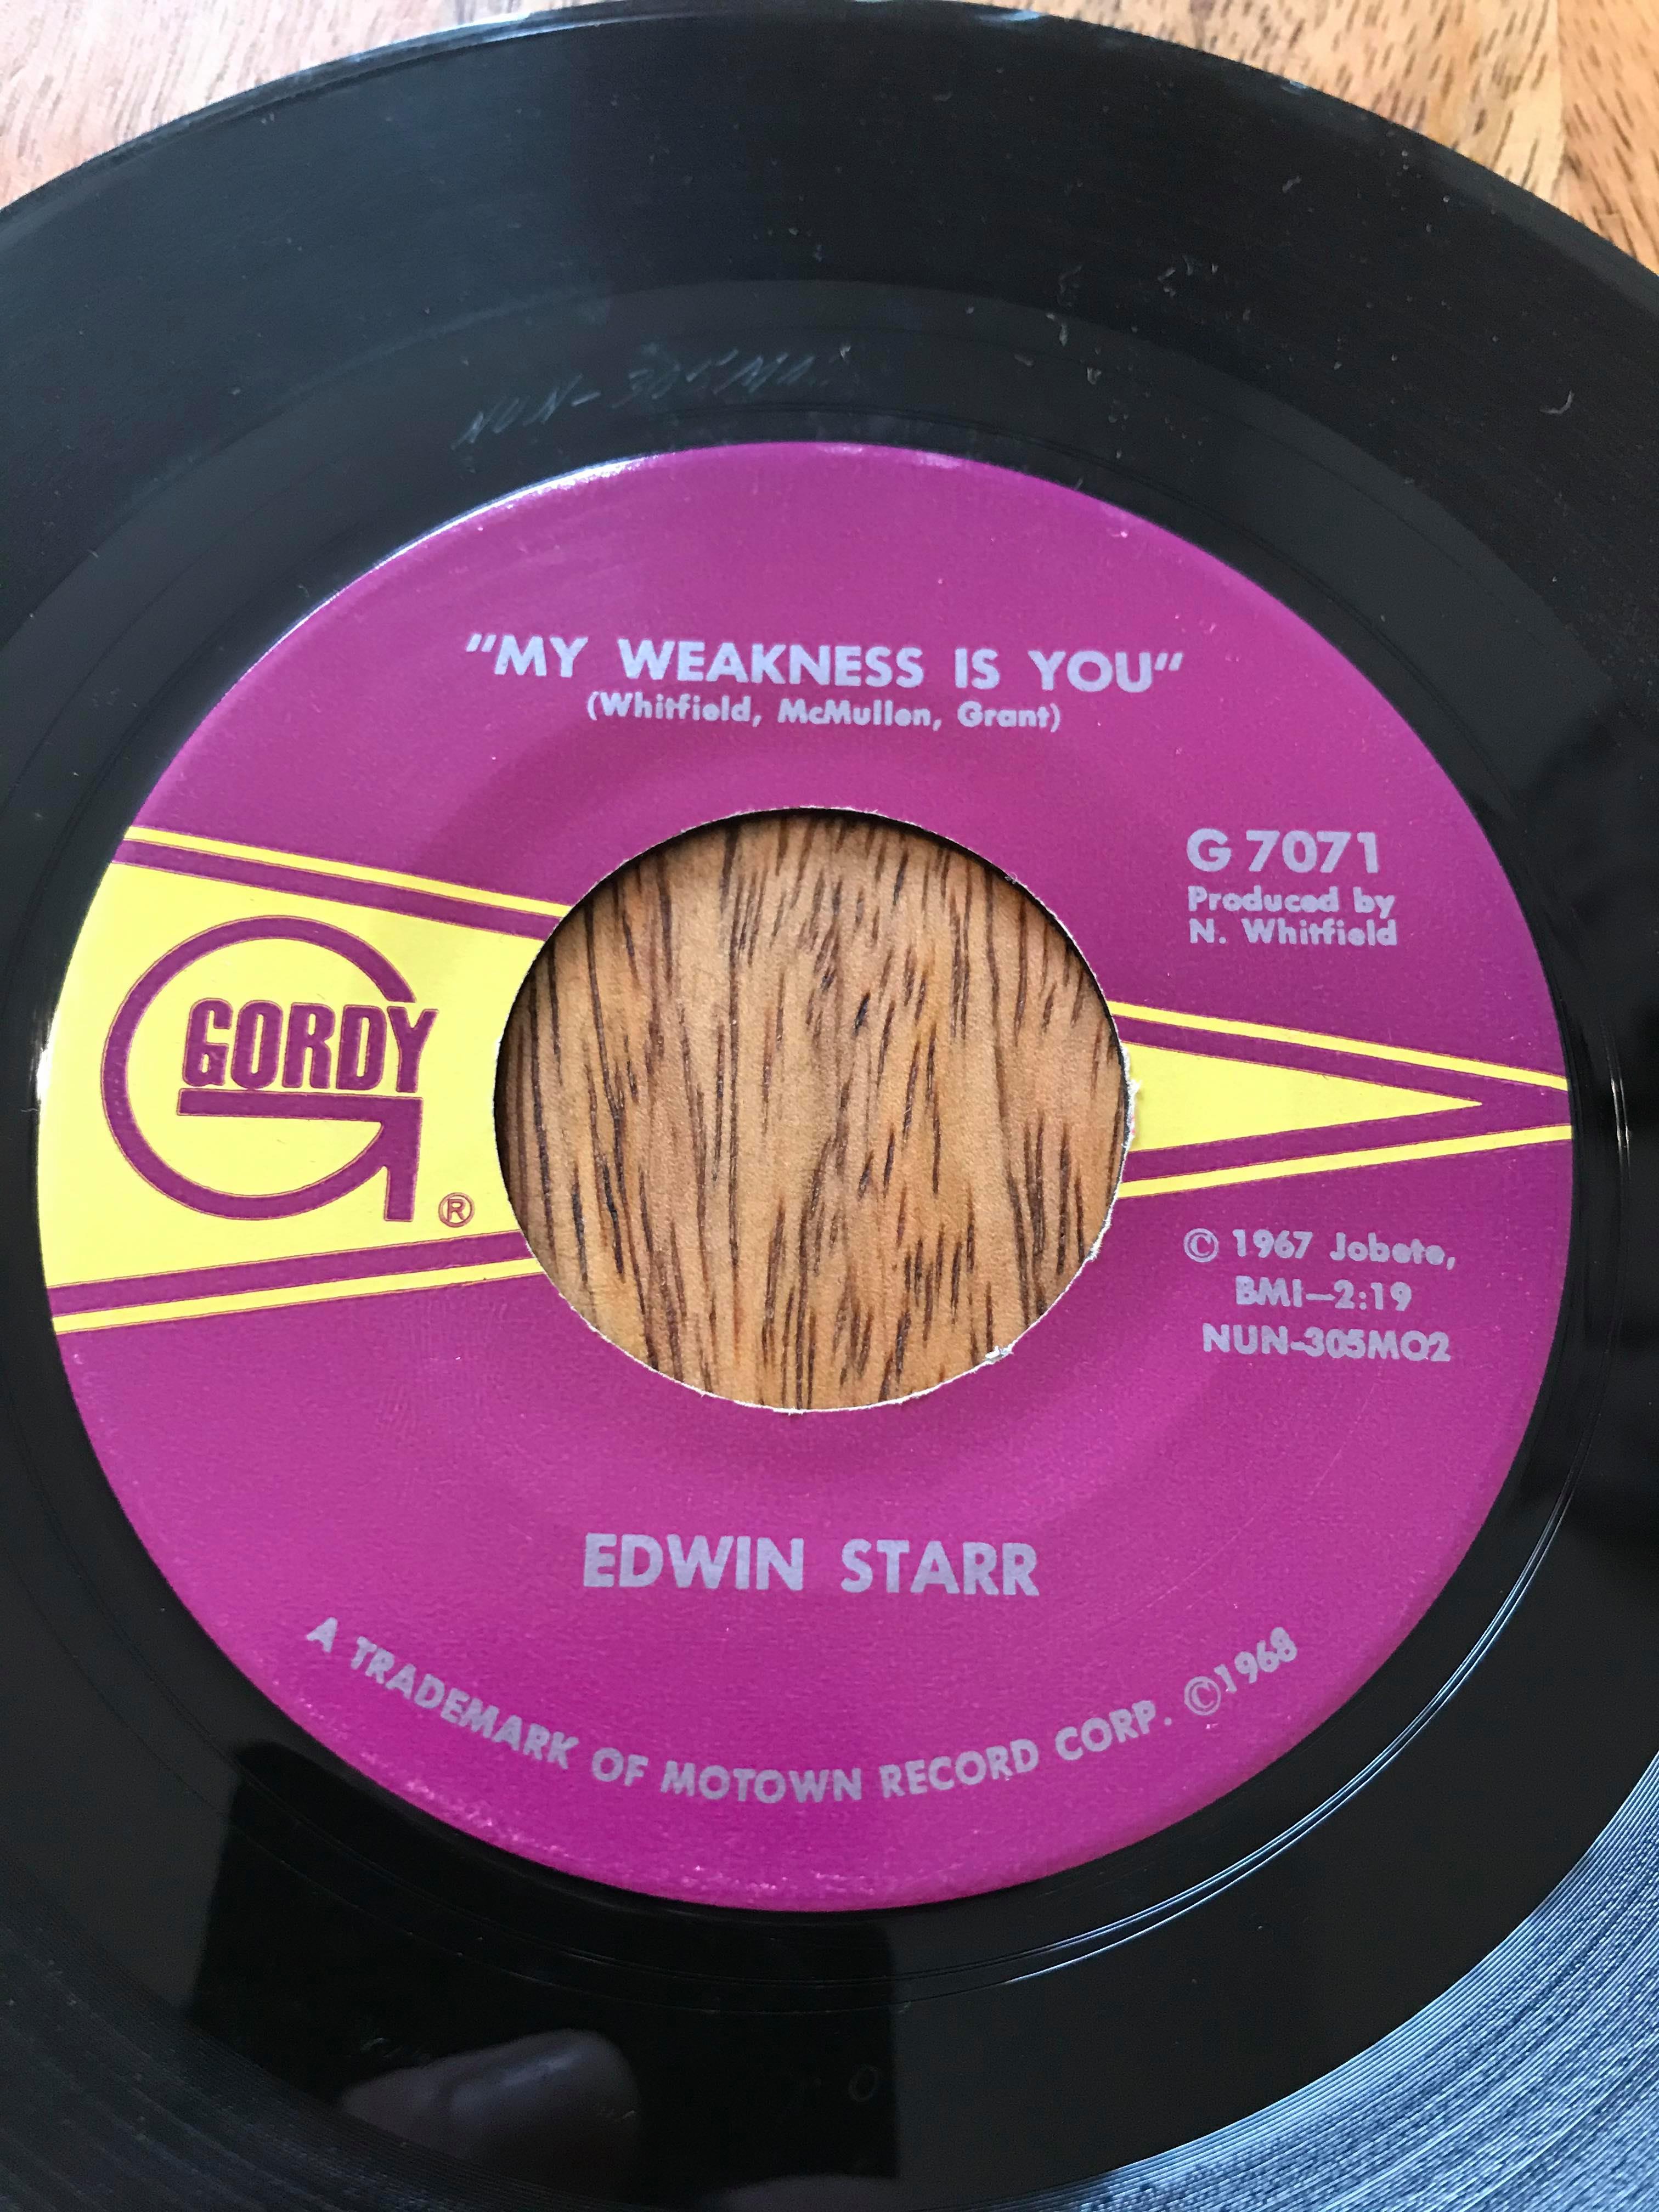 "MY WEAKNESS IS YOU"
(Whitfield, McMullen, Grant)
G 7071
Produced by
N. Whitfield
GORDY
®
© 1967 Jobete,
BMI—2:19
NUN-305MO2
EDWIN STARR
A TRADEMARK OF MOTOWN RECORD CORP. ©1968